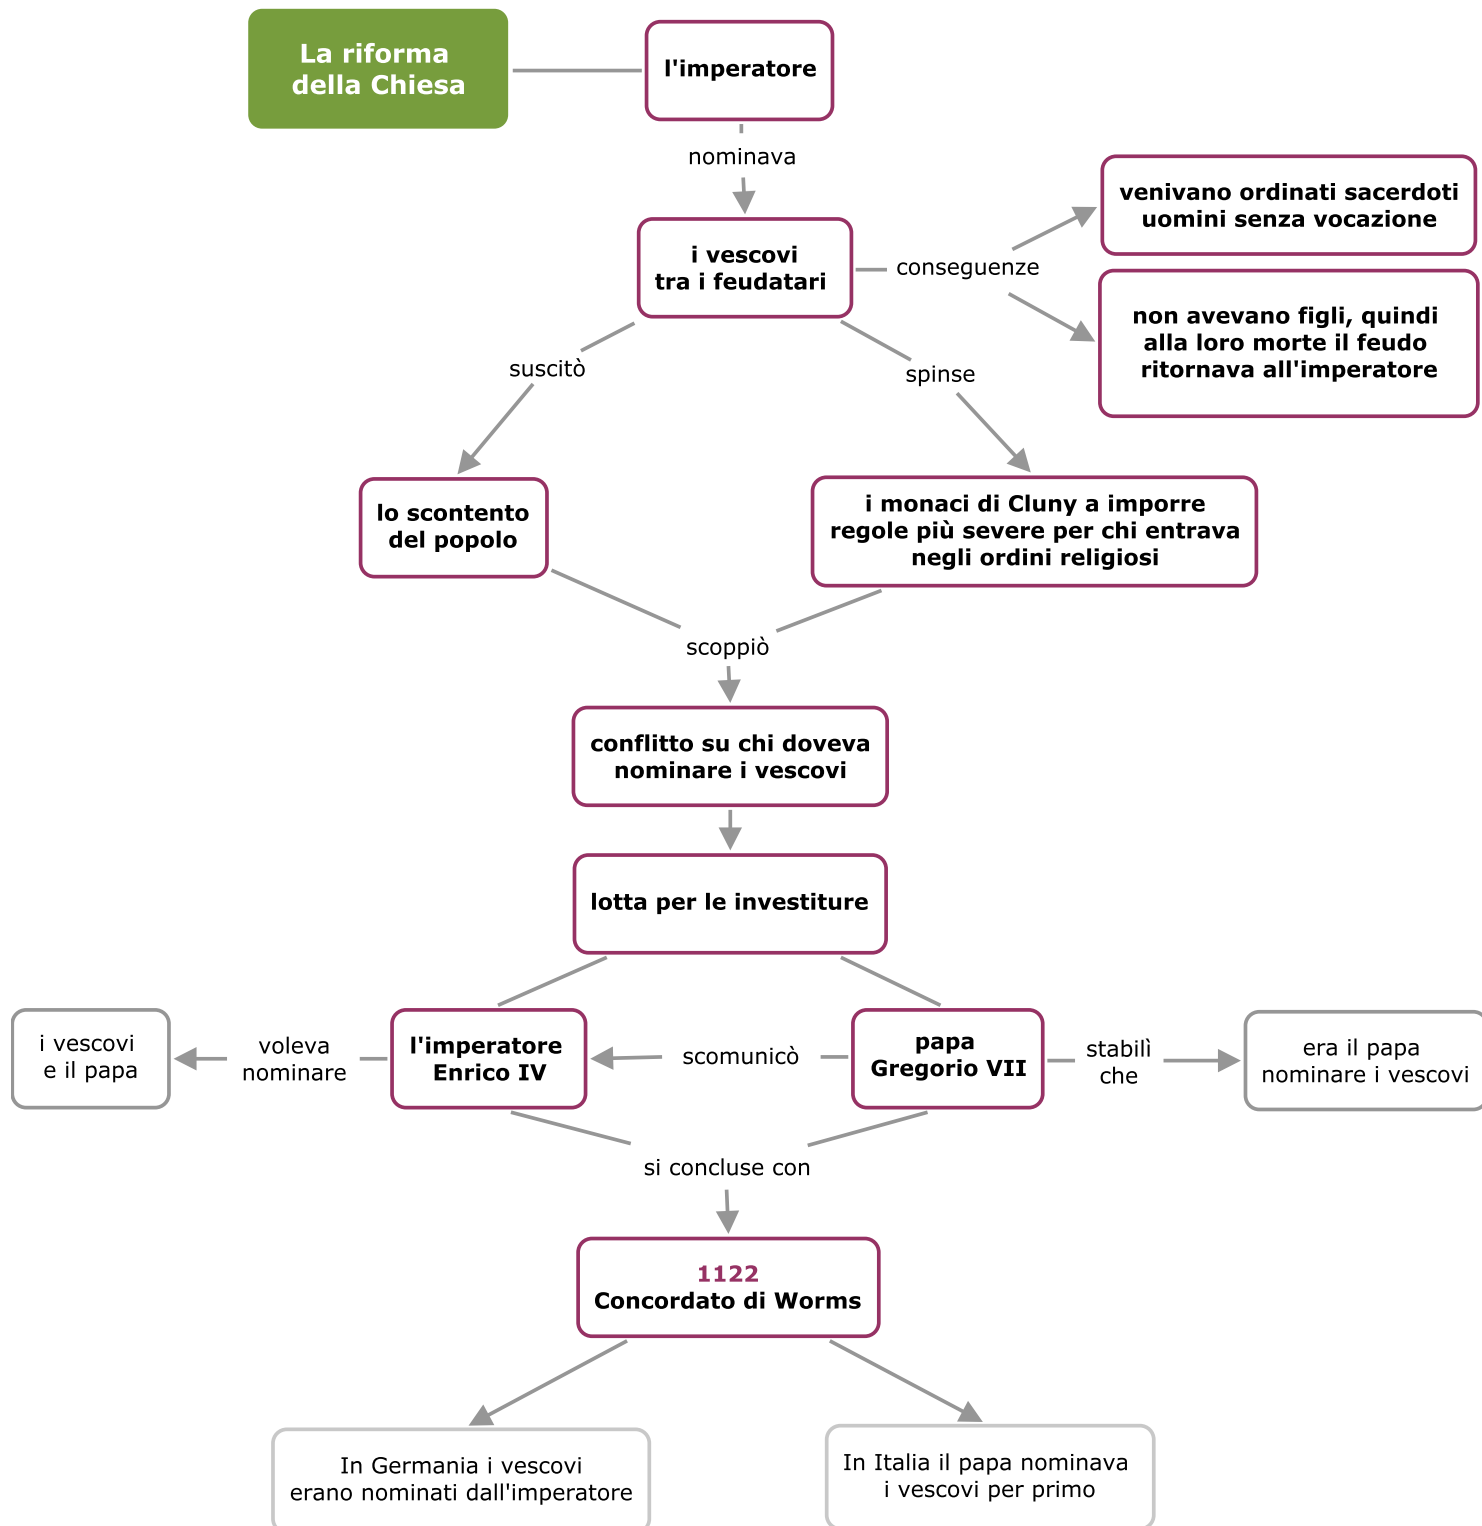 La riforma
della Chiesa
l'imperatore
nominava
i vescovi
tra i feudatari
conseguenze
venivano ordinati sacerdoti
uomini senza vocazione
non avevano figli, quindi
alla loro morte il feudo
ritornava all'imperatore
suscitò
spinse
lo scontento
del popolo
i monaci di Cluny a imporre
regole più severe per chi entrava
negli ordini religiosi
scoppiò
conflitto su chi doveva
nominare i vescovi
lotta per le investiture
i vescovi
e il papa
voleva
nominare
l'imperatore
Enrico IV
scomunicò
papa
Gregorio VII
stabilì
che
era il papa
nominare i vescovi
si concluse con
1122
Concordato di Worms
In Germania i vescovi
erano nominati dall'imperatore
In Italia il papa nominava
i vescovi per primo